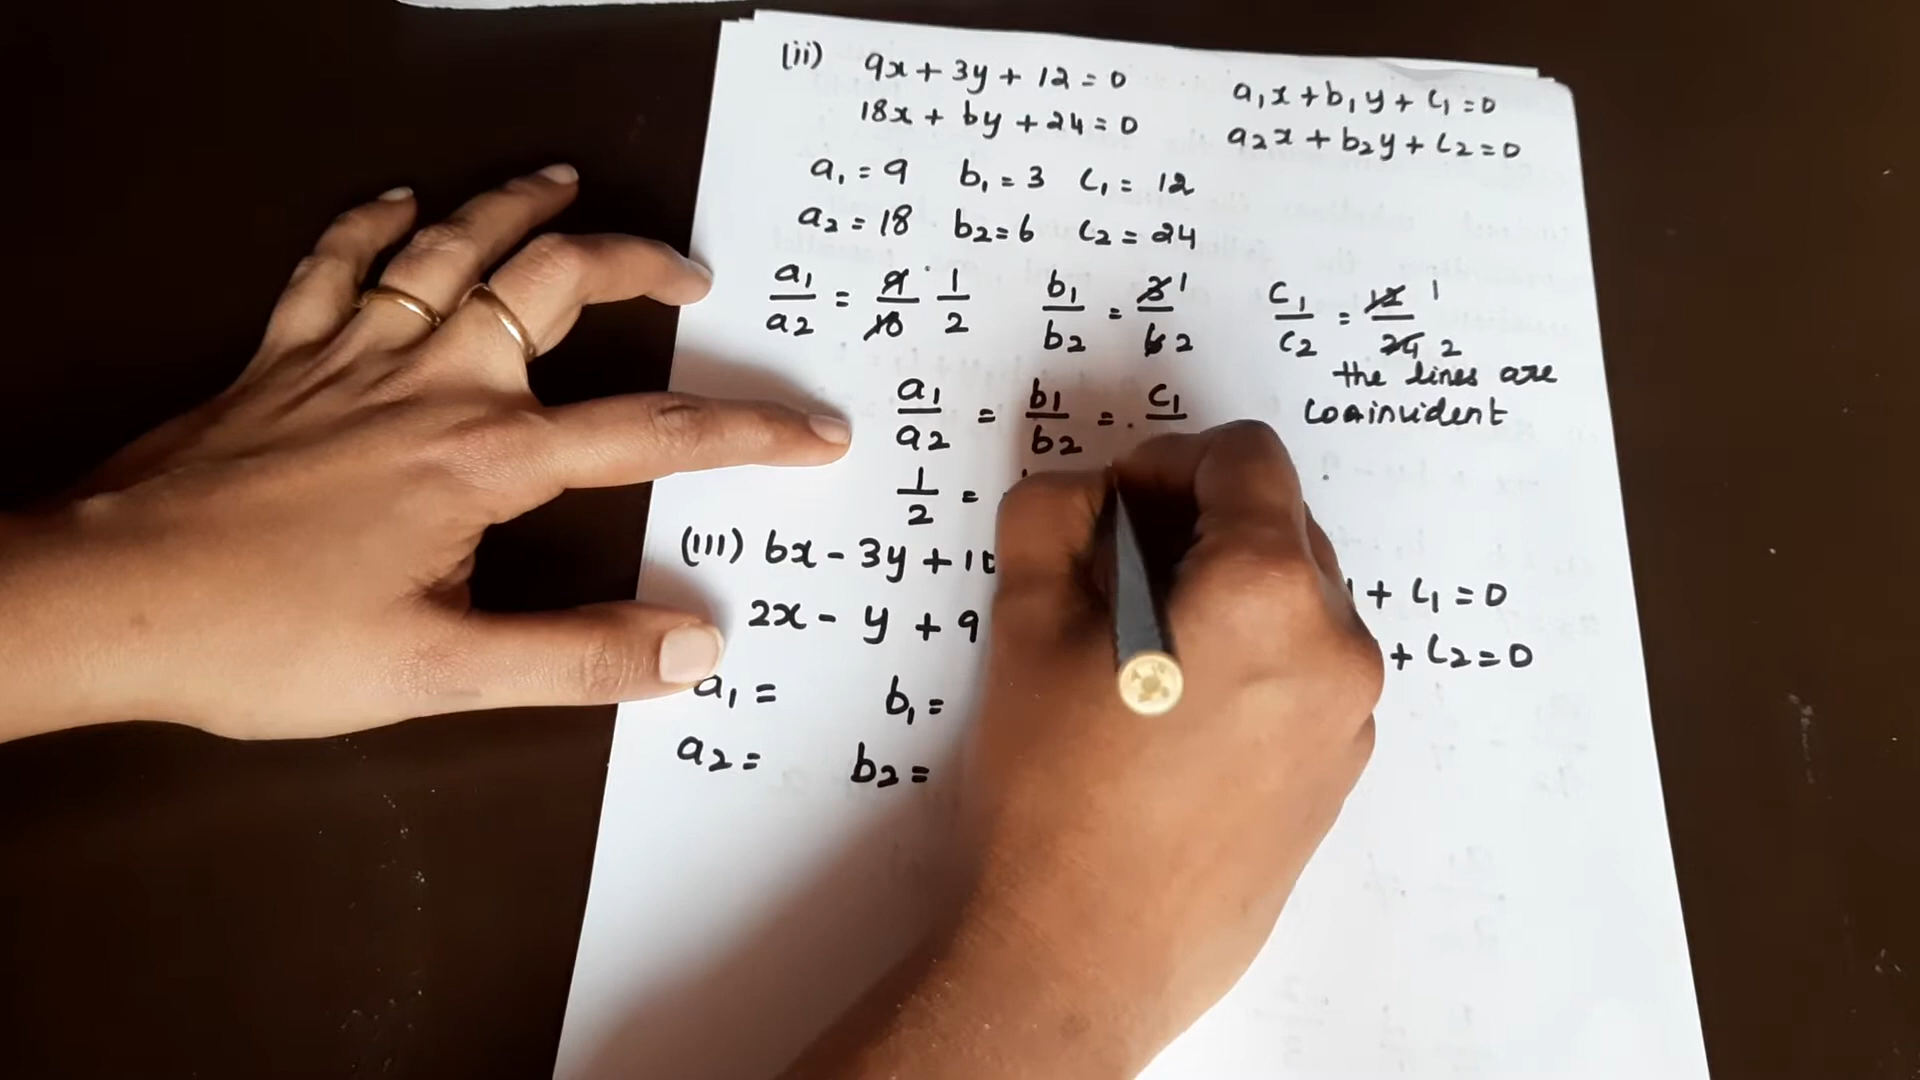 (ii) 9x + 3y + 12 = 0 a₁x + b₁y + c₁ = 0
18x + 6y + 24 = 0 a₂x + b₂y + c₂ = 0
a₁ = 9 b₁ = 3 c₁ = 12
a₂ = 18 b₂ = 6 c₂ = 24
a₁/a₂ = 9/18 1/2 b₁/b₂ = 3/6 1/2 c₁/c₂ = 12/24 1/2
the lines are
coinvident
a₁/a₂ = b₁/b₂ = c₁
1/2 =
(iii) 6x - 3y + 10 + c₁ = 0
2x - y + 9 + c₂ = 0
a₁ = b₁ =
a₂ = b₂ =